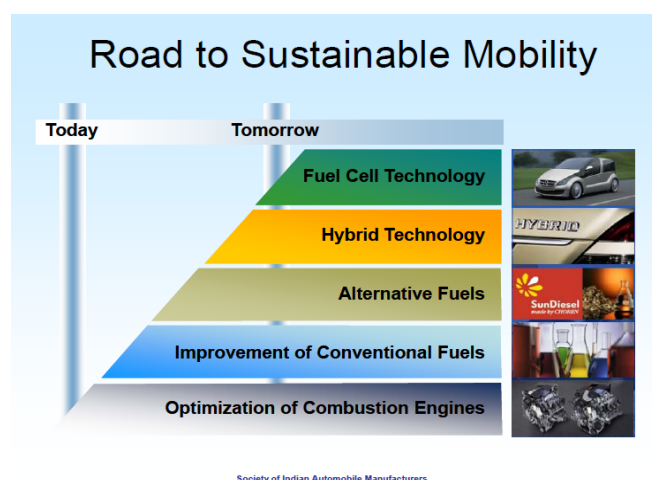 Road to Sustainable Mobility
Today Tomorrow
Fuel Cell Technology
Hybrid Technology
HYBRID
Alternative Fuels
SunDiesel
made by CHOREN
Improvement of Conventional Fuels
Optimization of Combustion Engines
Society of Indian Automobile Manufacturers